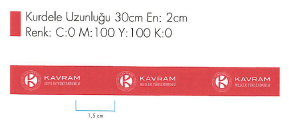 Kurdele Uzunluğu 30cm En: 2cm
Renk: C:0 M:100 Y:100 K:0
KAVRAM KAVRAM KAVRAM
1,5 cm